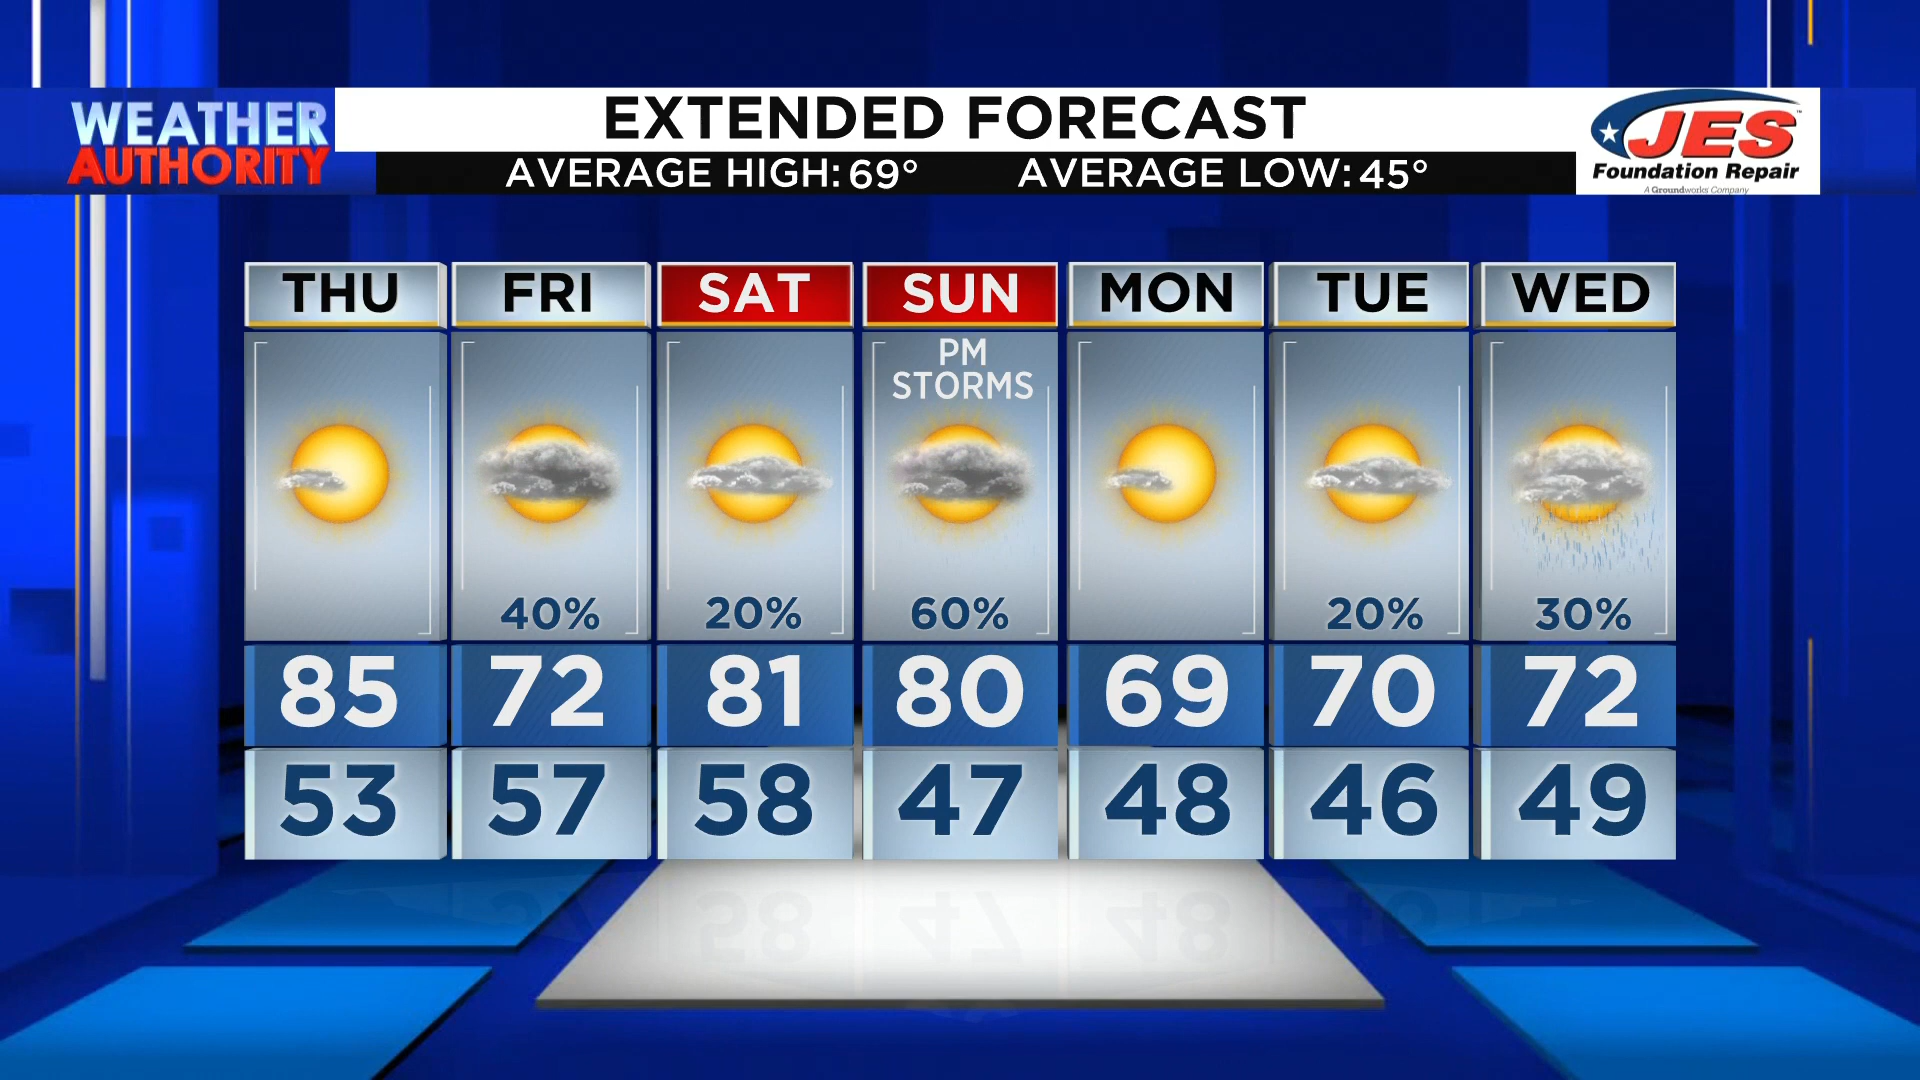 WEATHER
AUTHORITY
EXTENDED FORECAST
AVERAGE HIGH: 69° AVERAGE LOW: 45°
JES
Foundation Repair
A Groundworks Company
THU FRI SAT SUN MON TUE WED
PM
STORMS
40% 20% 60% 20% 30%
85 72 81 80 69 70 72
53 57 58 47 48 46 49